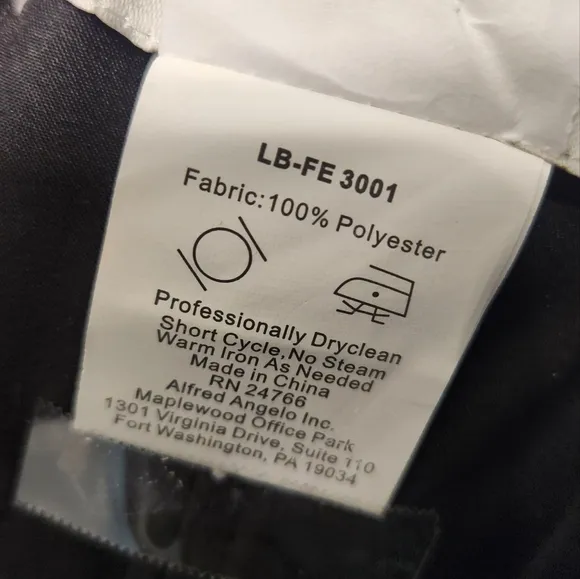 LB-FE 3001
Fabric:100% Polyester
Professionally Dryclean
Short Cycle,No Steam
Warm Iron As Needed
Made in China
RN 24766
Alfred Angelo Inc.
Maplewood Office Park
1301 Virginia Drive, Suite 110
Fort Washington, PA 19034